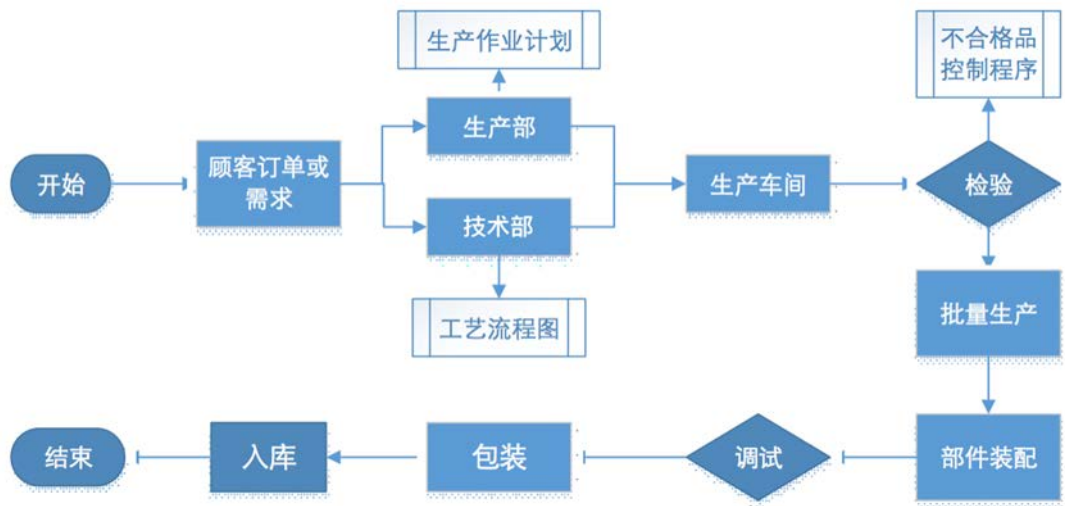 生产作业计划
不合格品
控制程序
生产部
开始
顾客订单或
需求
生产车间
检验
技术部
工艺流程图
批量生产
结束
入库
包装
调试
部件装配